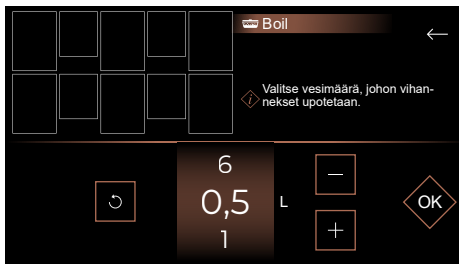 Boil
Valitse vesimäärä, johon vihan-
nekset upotetaan.
6
0,5 L
1
OK